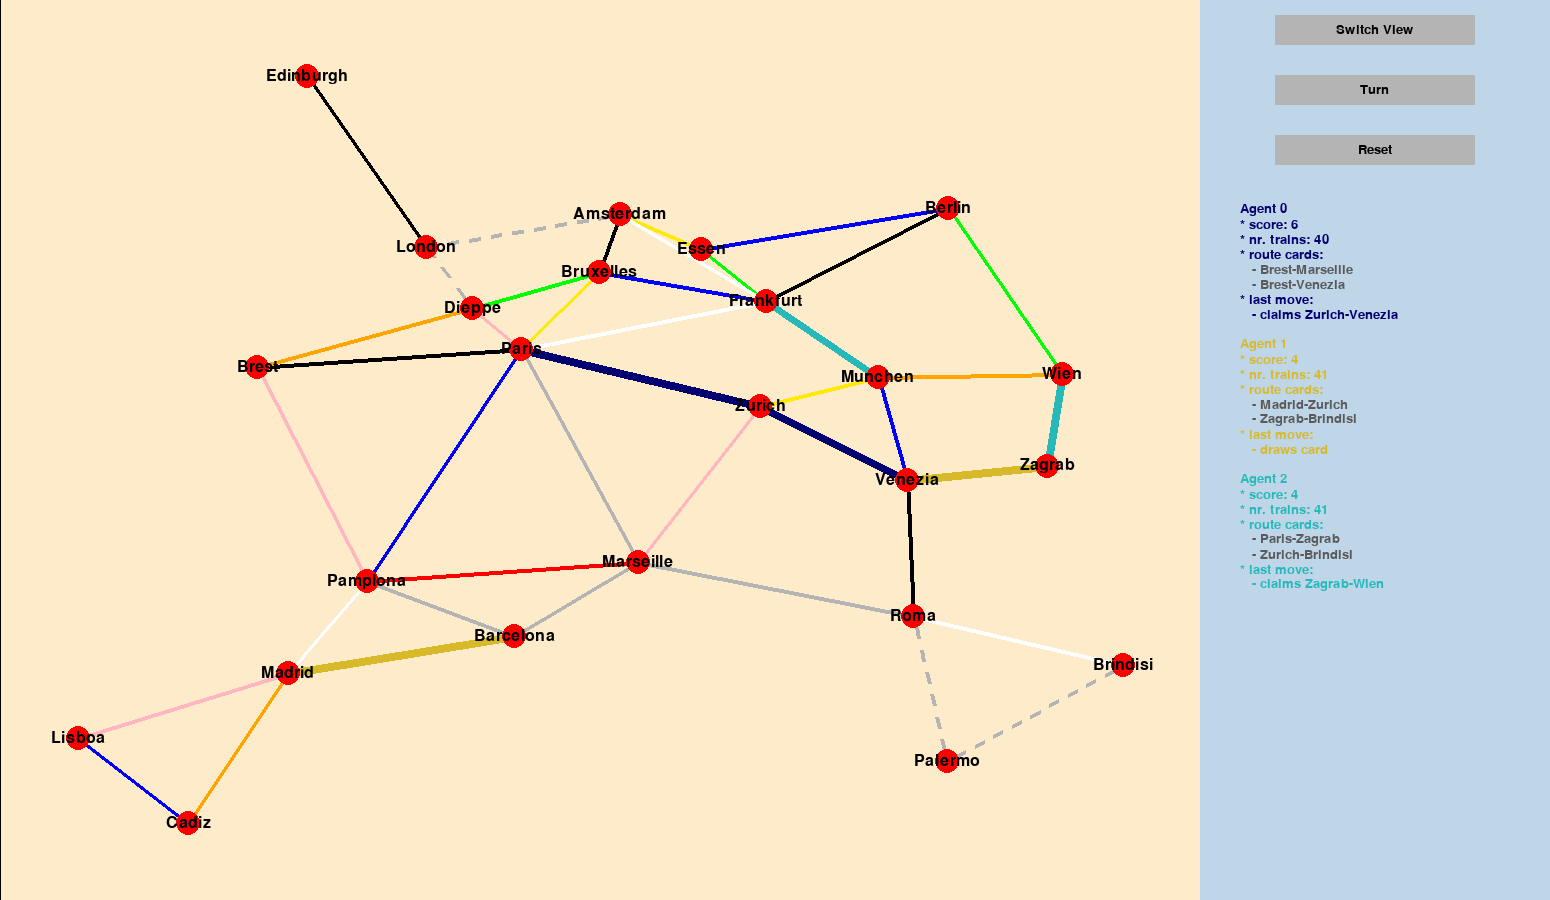 Edinburgh
London
Amsterdam
Essen
Berlin
Bruxelles
Dieppe
Frankfurt
Paris
Brest
Munchen
Wien
Zurich
Zagrab
Venezia
Marseille
Pamplona
Barcelona
Roma
Madrid
Brindisi
Lisboa
Palermo
Cadiz
Switch View
Turn
Reset
Agent 0
* score: 6
* nr. trains: 40
* route cards:
- Brest-Marseille
- Brest-Venezia
* last move:
- claims Zurich-Venezia
Agent 1
* score: 4
* nr. trains: 41
* route cards:
- Madrid-Zurich
- Zagrab-Brindisi
* last move:
- draws card
Agent 2
* score: 4
* nr. trains: 41
* route cards:
- Paris-Zagrab
- Zurich-Brindisi
* last move:
- claims Zagrab-Wien